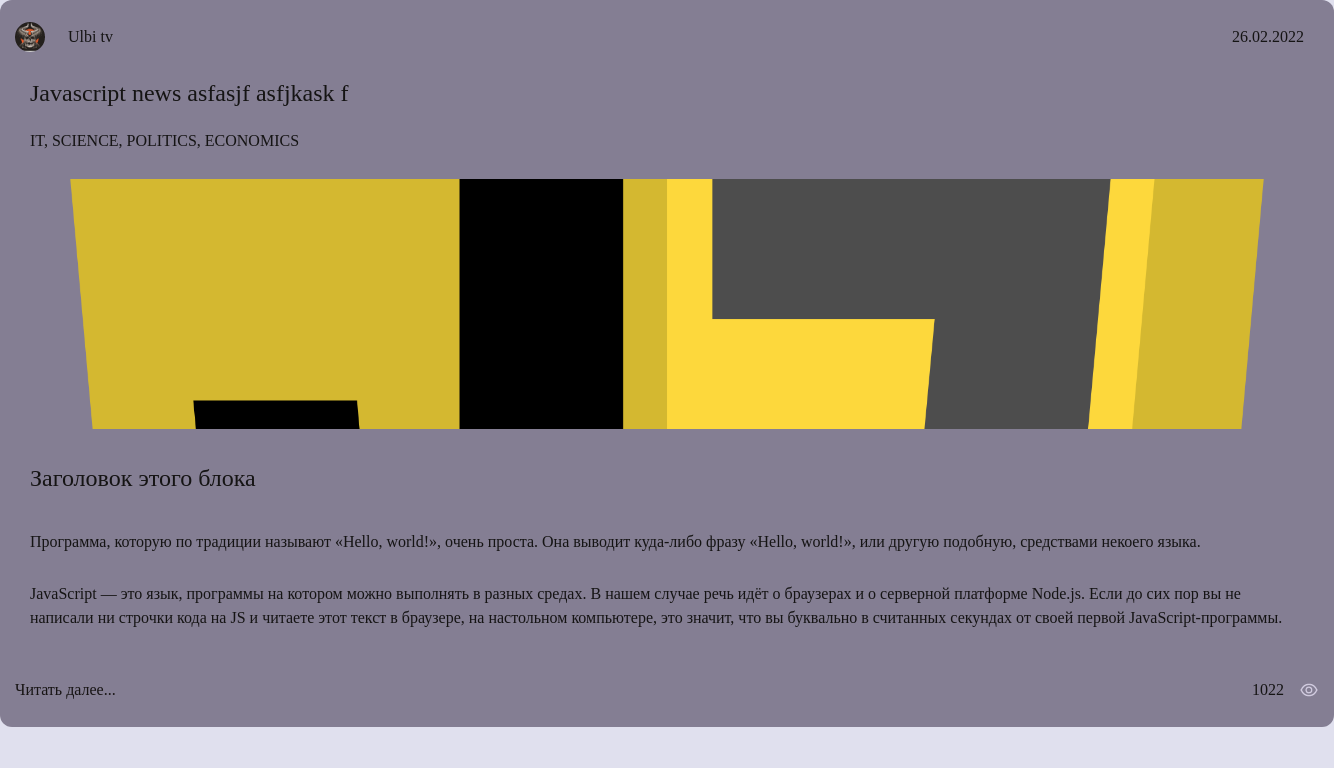 Ulbi tv
26.02.2022
Javascript news asfasjf asfjkask f
IT, SCIENCE, POLITICS, ECONOMICS
Заголовок этого блока
Программа, которую по традиции называют «Hello, world!», очень проста. Она выводит куда-либо фразу «Hello, world!», или другую подобную, средствами некоего языка.
JavaScript — это язык, программы на котором можно выполнять в разных средах. В нашем случае речь идёт о браузерах и о серверной платформе Node.js. Если до сих пор вы не
написали ни строчки кода на JS и читаете этот текст в браузере, на настольном компьютере, это значит, что вы буквально в считанных секундах от своей первой JavaScript-программы.
Читать далее...
1022